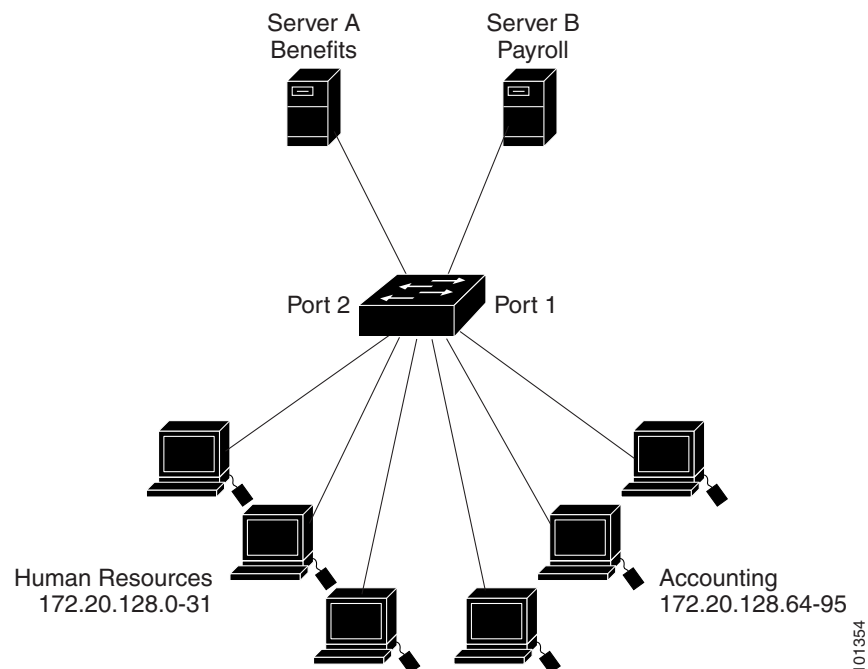 Server A
Benefits
Server B
Payroll
Port 2
Port 1
Human Resources
172.20.128.0-31
Accounting
172.20.128.64-95
101354